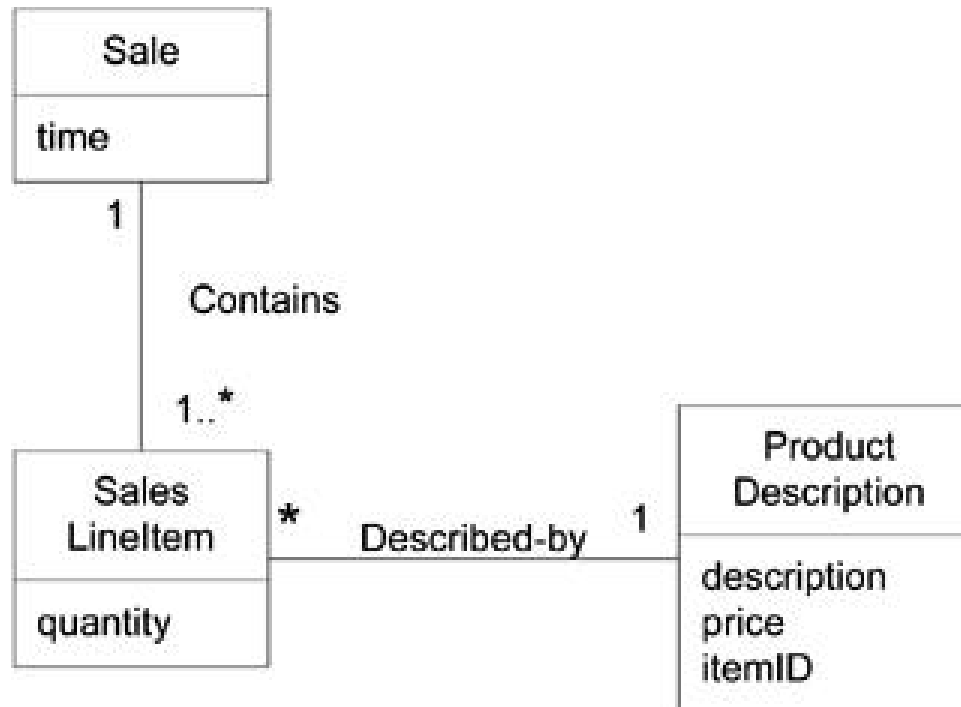 Sale
time
1
Contains
1..*
Sales
LineItem
quantity
*
Described-by
1
Product
Description
description
price
itemID